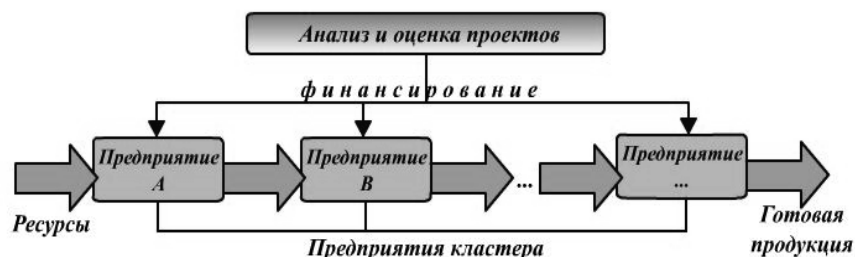 Анализ и оценка проектов
финансирование
Предприятие
А
Предприятие
В
...
Предприятие
...
Ресурсы
Готовая
продукция
Предприятия кластера